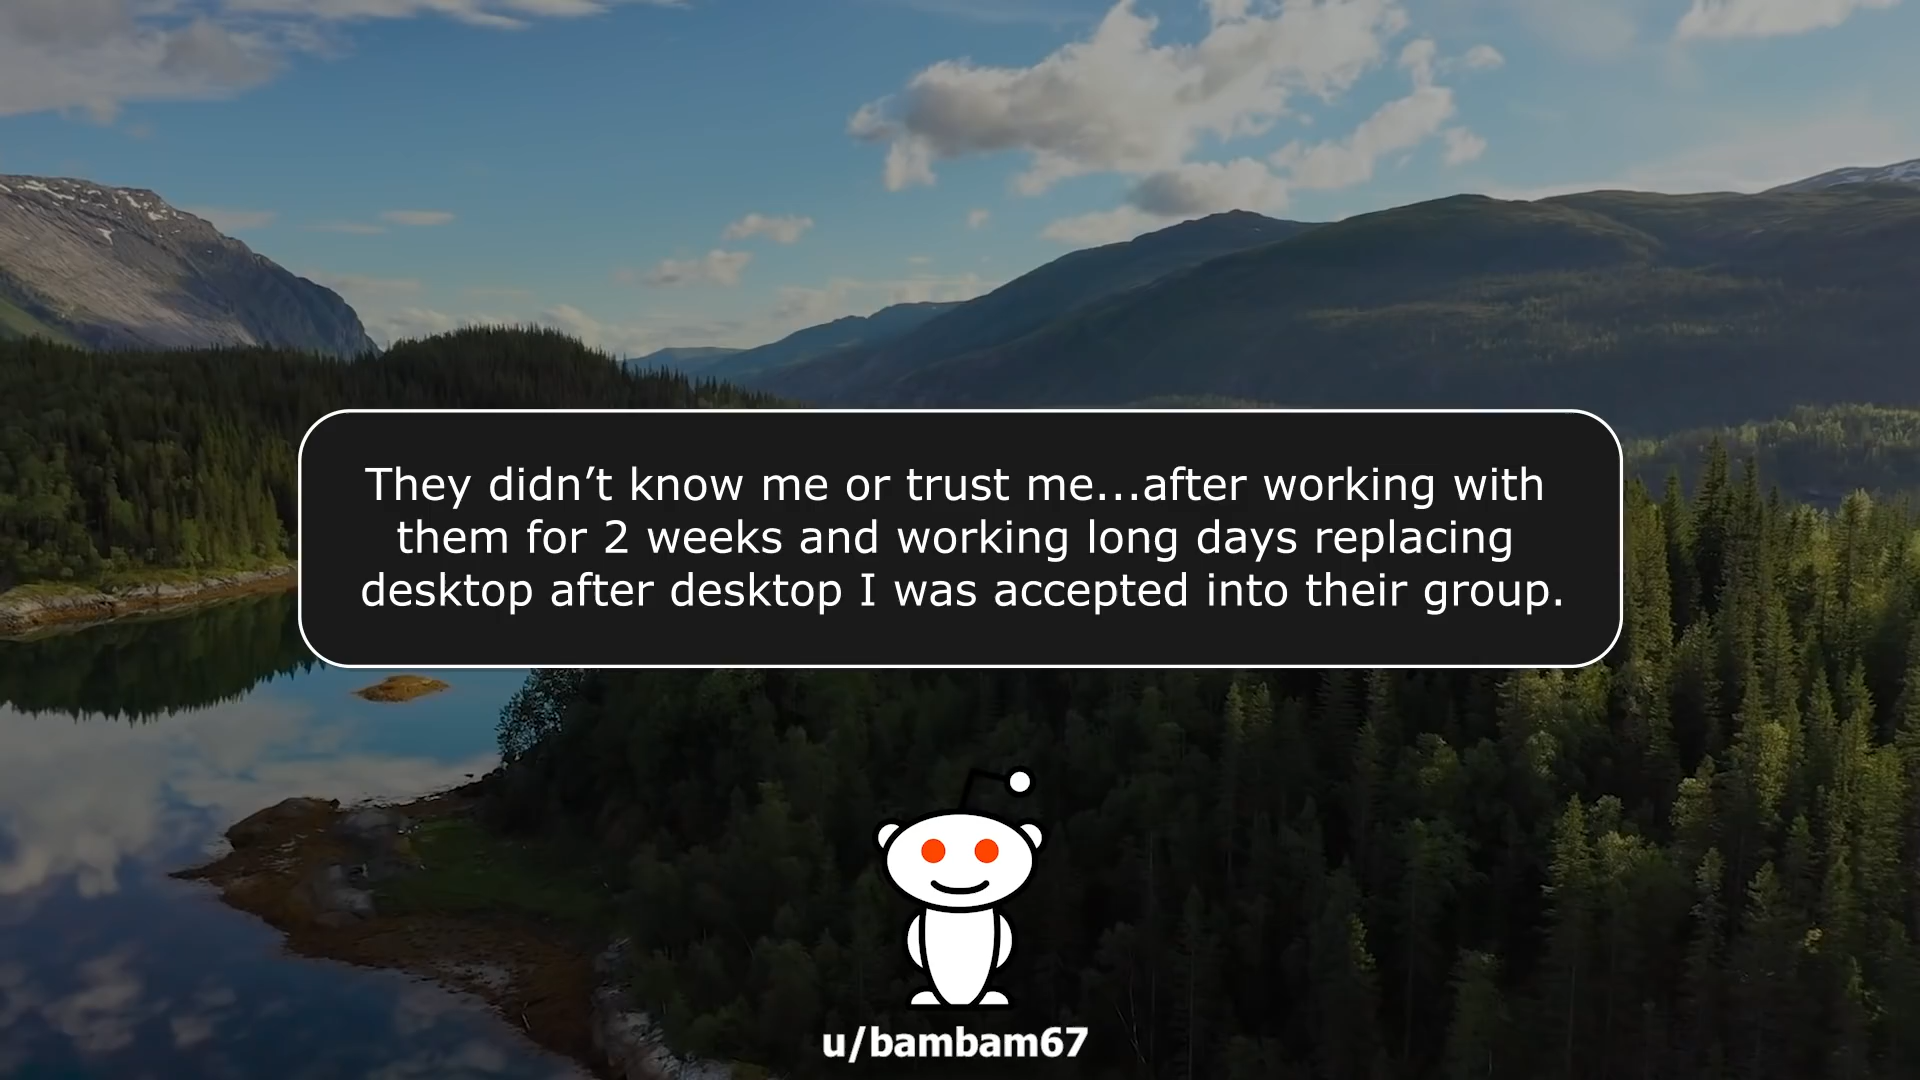 They didn’t know me or trust me...after working with
them for 2 weeks and working long days replacing
desktop after desktop I was accepted into their group.
u/bambam67